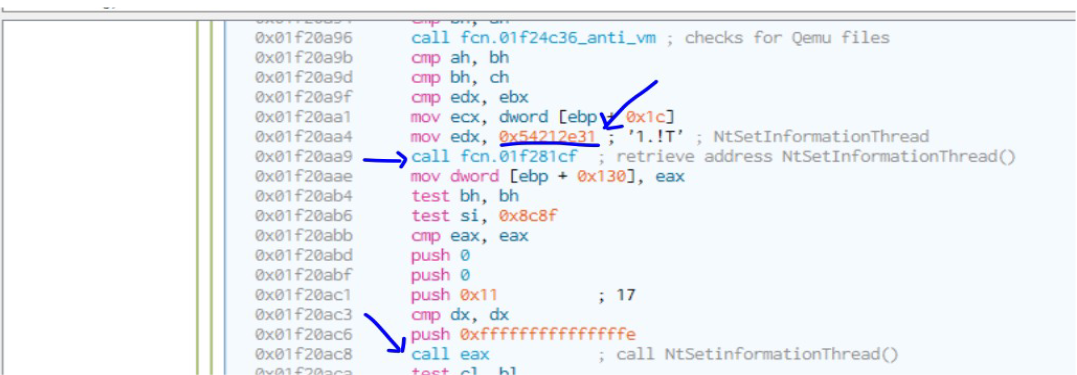 0x01f20a96 call fcn.01f24c36_anti_vm ; checks for Qemu files
0x01f20a9b cmp ah, bh
0x01f20a9d cmp bh, ch
0x01f20a9f cmp edx, ebx
0x01f20aa1 mov ecx, dword [ebp + 0x1c]
0x01f20aa4 mov edx, 0x54212e31 ; '1.!T' ; NtSetInformationThread
0x01f20aa9 call fcn.01f281cf ; retrieve address NtSetInformationThread()
0x01f20aae mov dword [ebp + 0x130], eax
0x01f20ab4 test bh, bh
0x01f20ab6 test si, 0x8c8f
0x01f20abb cmp eax, eax
0x01f20abd push 0
0x01f20abf push 0
0x01f20ac1 push 0x11 ; 17
0x01f20ac3 cmp dx, dx
0x01f20ac6 push 0xfffffffffffffffe
0x01f20ac8 call eax ; call NtSetinformationThread()
0x01f20aca test cl, bl